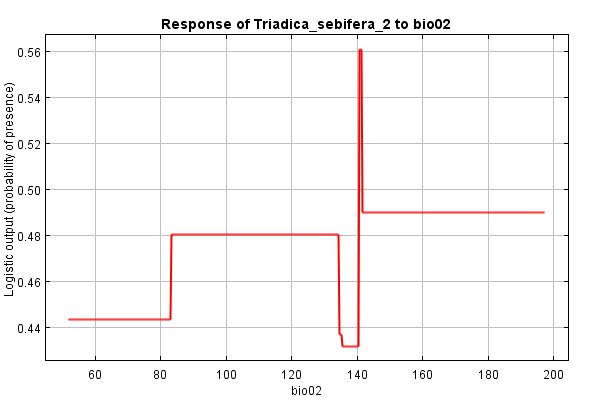 Response of Triadica_sebifera_2 to bio02
Logistic output (probability of presence)
0.56
0.54
0.52
0.50
0.48
0.46
0.44
60 80 100 120 140 160 180 200
bio02